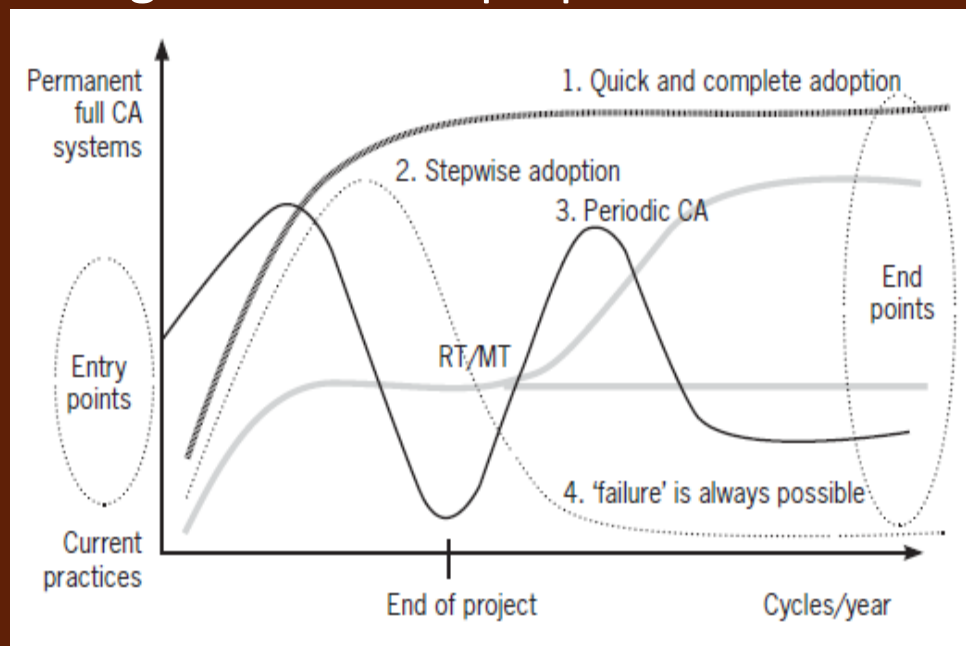 Permanent
full CA
systems
1. Quick and complete adoption
2. Stepwise adoption
3. Periodic CA
End
points
RT/MT
Entry
points
4. ‘failure’ is always possible
Current
practices
End of project
Cycles/year